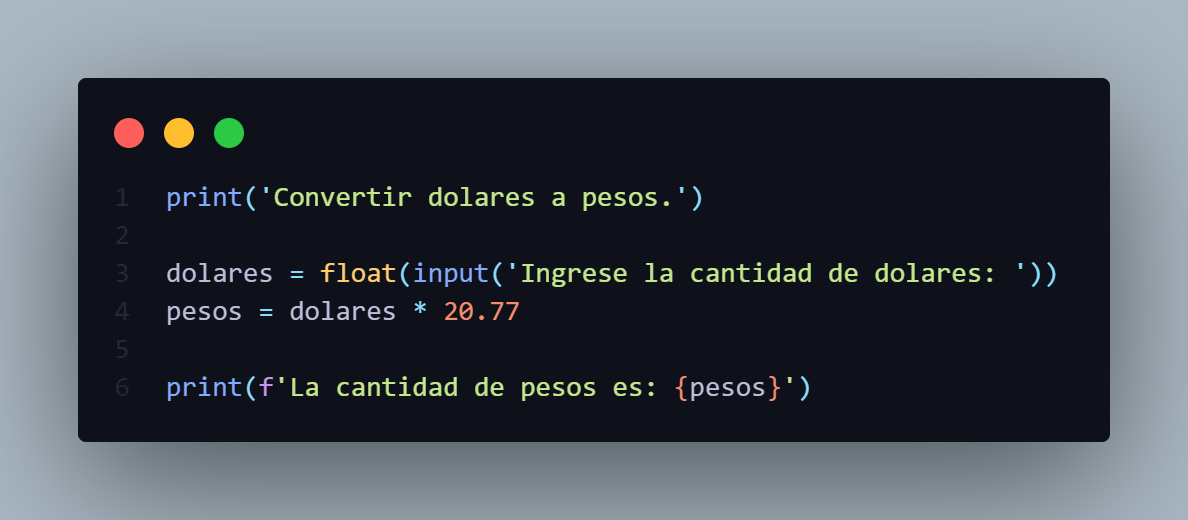 1 print('Convertir dolares a pesos.')
2
3 dolares = float(input('Ingrese la cantidad de dolares: '))
4 pesos = dolares * 20.77
5
6 print(f'La cantidad de pesos es: {pesos}')